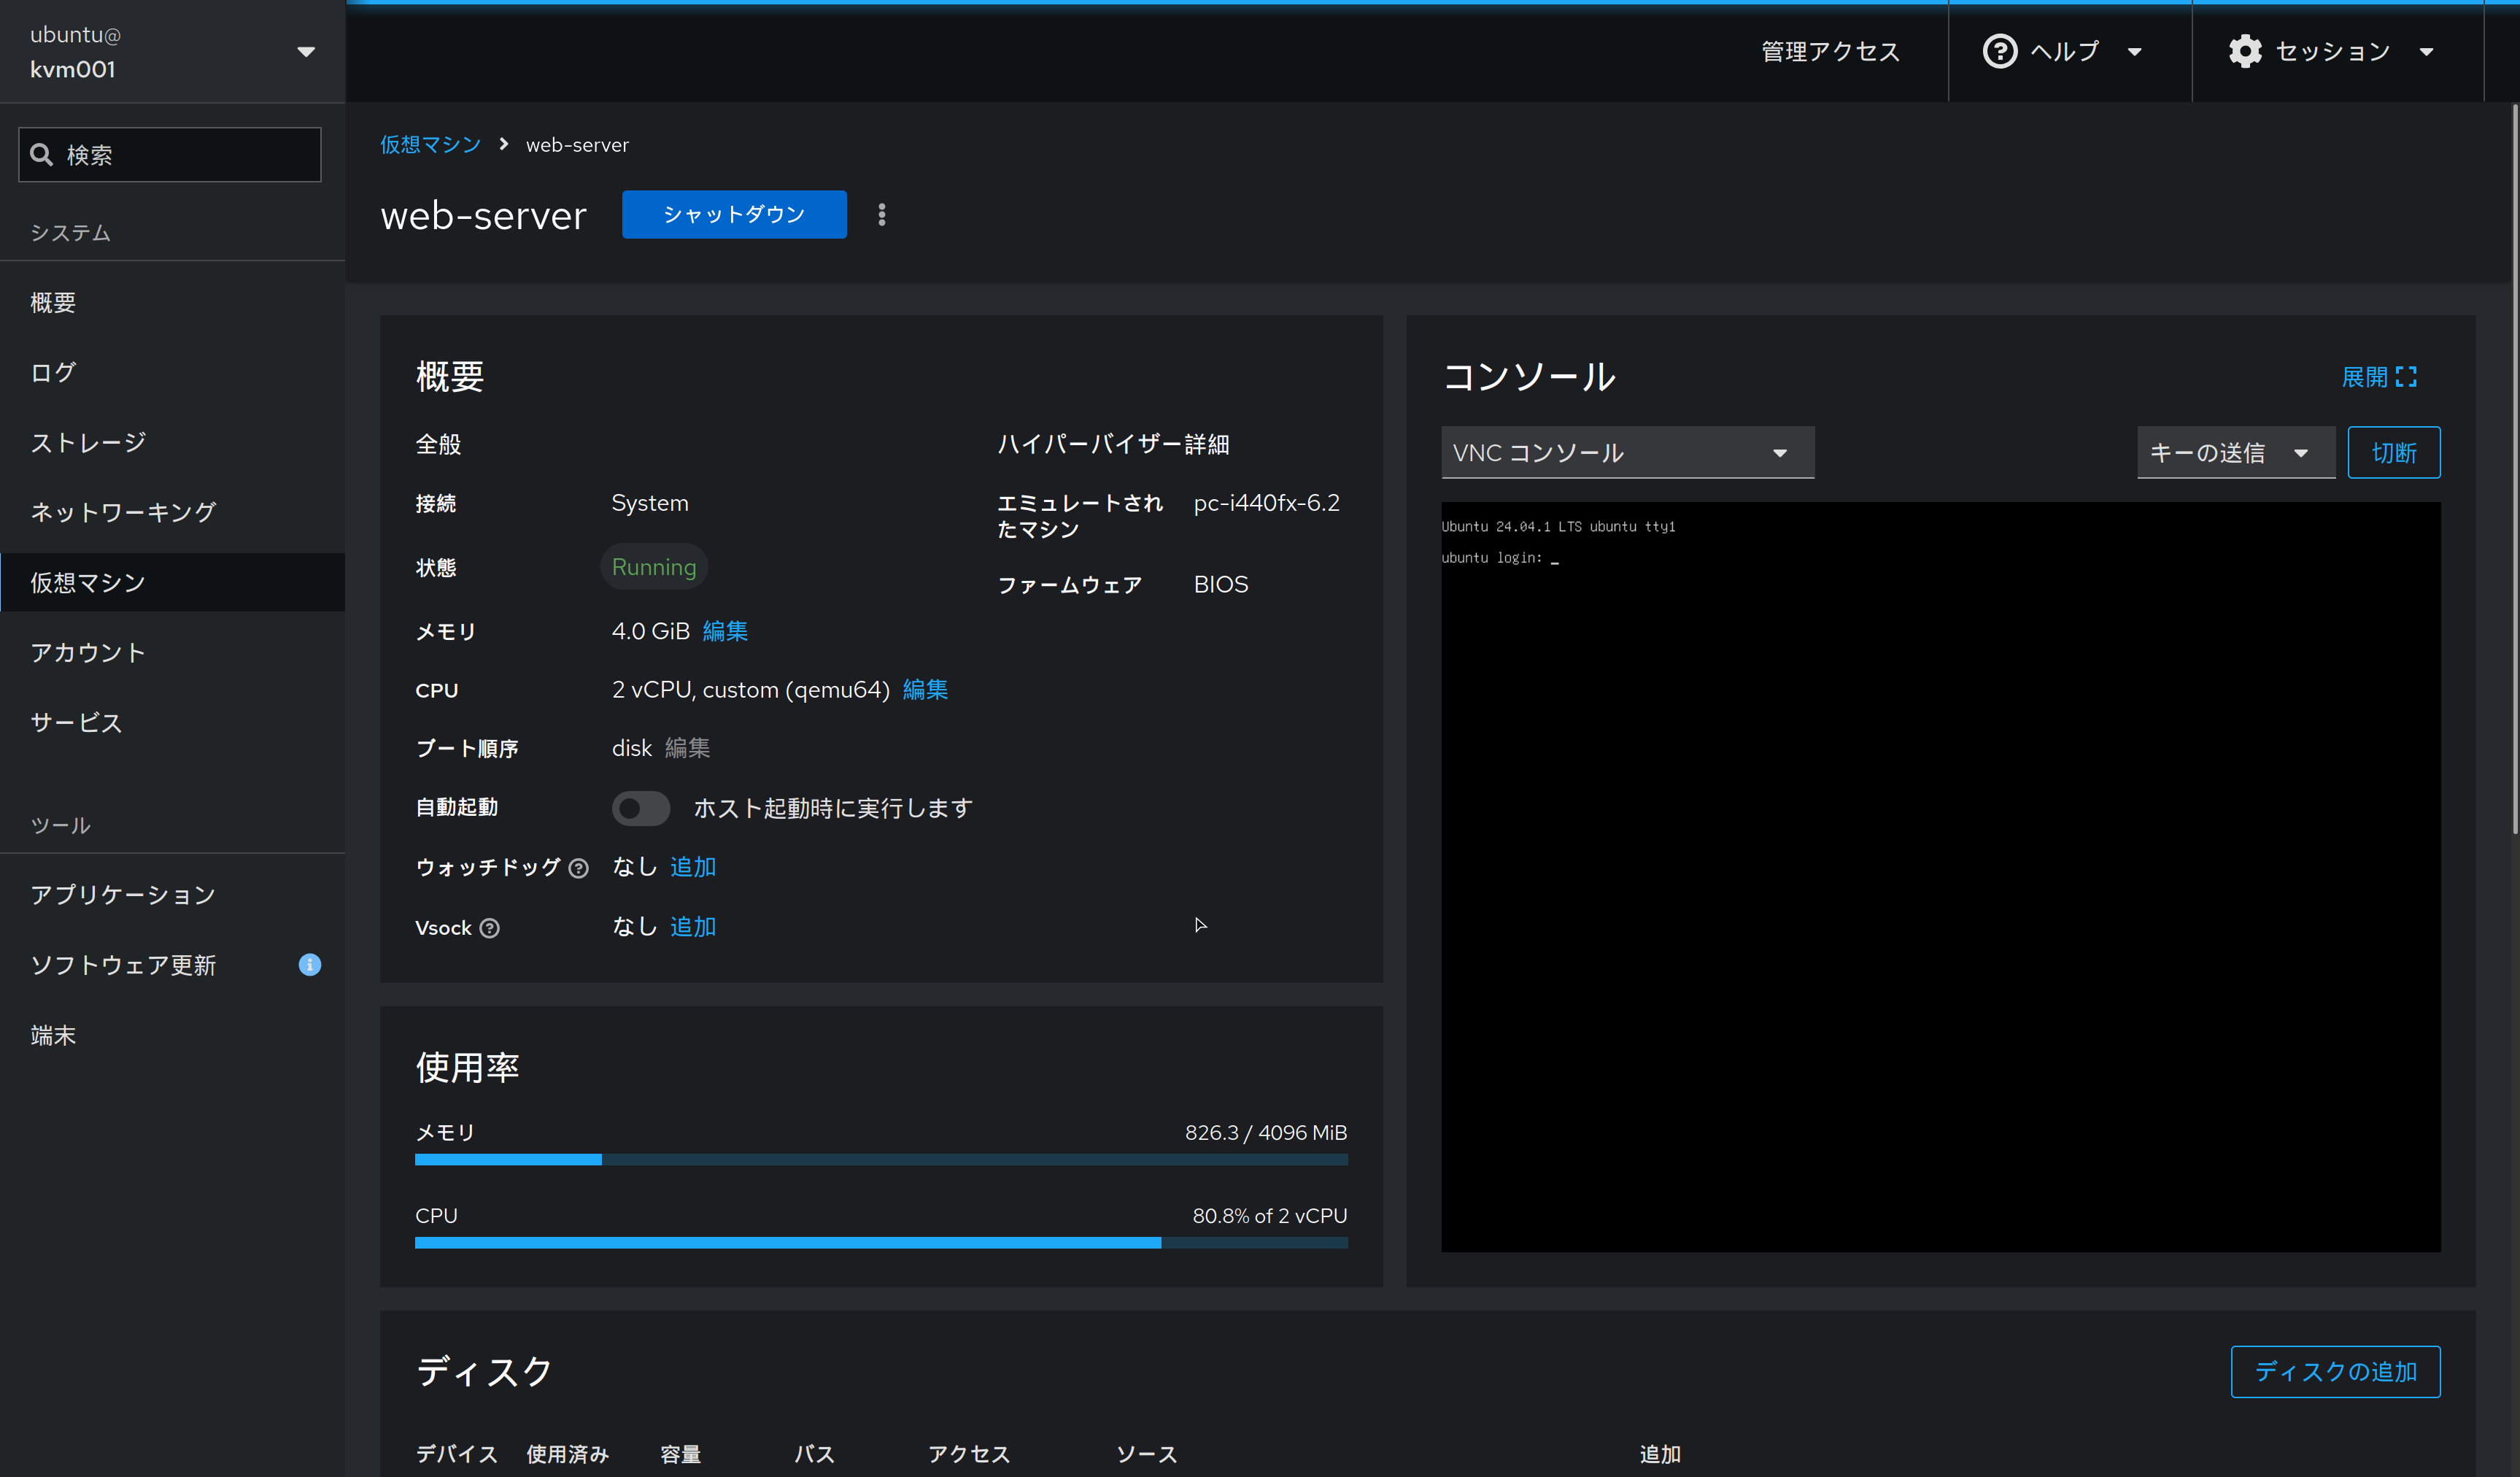 ubuntu@
kvm001
管理アクセス
ヘルプ
セッション
検索
システム
概要
ログ
ストレージ
ネットワーキング
仮想マシン
アカウント
サービス
ツール
アプリケーション
ソフトウェア更新
端末
仮想マシン
web-server
web-server
シャットダウン
概要
全般
接続 System
状態 Running
メモリ 4.0 GiB 編集
CPU 2 vCPU, custom (qemu64) 編集
ブート順序 disk 編集
自動起動 ホスト起動時に実行します
ウォッチドッグ なし 追加
Vsock なし 追加
ハイパーバイザー詳細
エミュレートされ pc-i440fx-6.2
たマシン
ファームウェア BIOS
使用率
メモリ 826.3 / 4096 MiB
CPU 80.8% of 2 vCPU
コンソール
展開
VNC コンソール
キーの送信
切断
Ubuntu 24.04.1 LTS ubuntu tty1
ubuntu login: _
ディスク
ディスクの追加
デバイス 使用済み 容量 バス アクセス ソース 追加